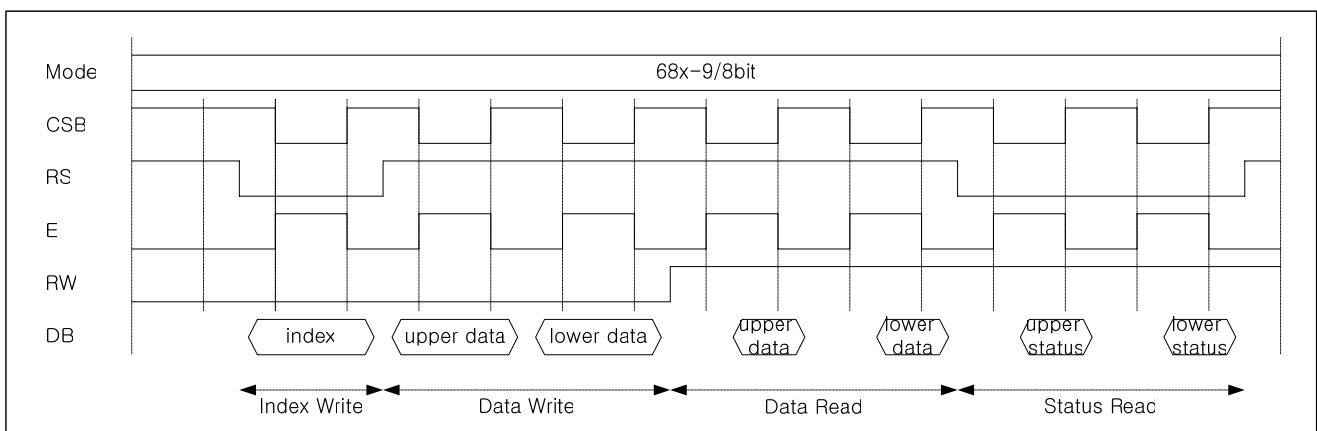 Mode
68x-9/8bit
CSB
RS
E
RW
DB
index
upper data
lower data
upper
data
lower
data
upper
status
lower
status
Index Write
Data Write
Data Read
Status Read